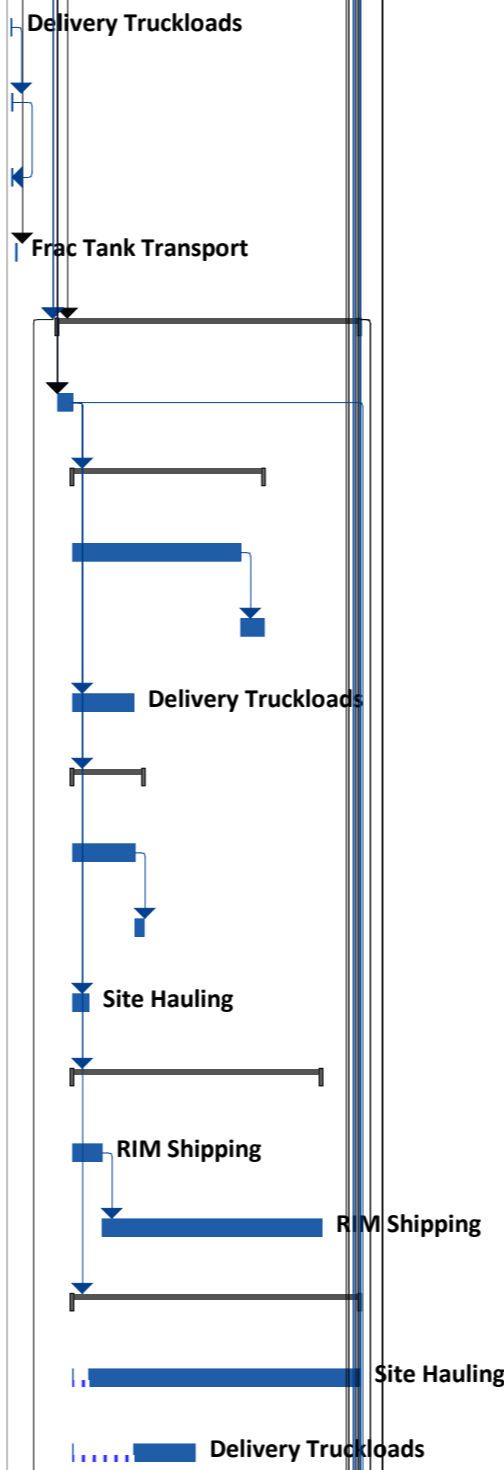 Delivery Truckloads
Frac Tank Transport
Delivery Truckloads
Site Hauling
RIM Shipping
RIM Shipping
Site Hauling
Delivery Truckloads